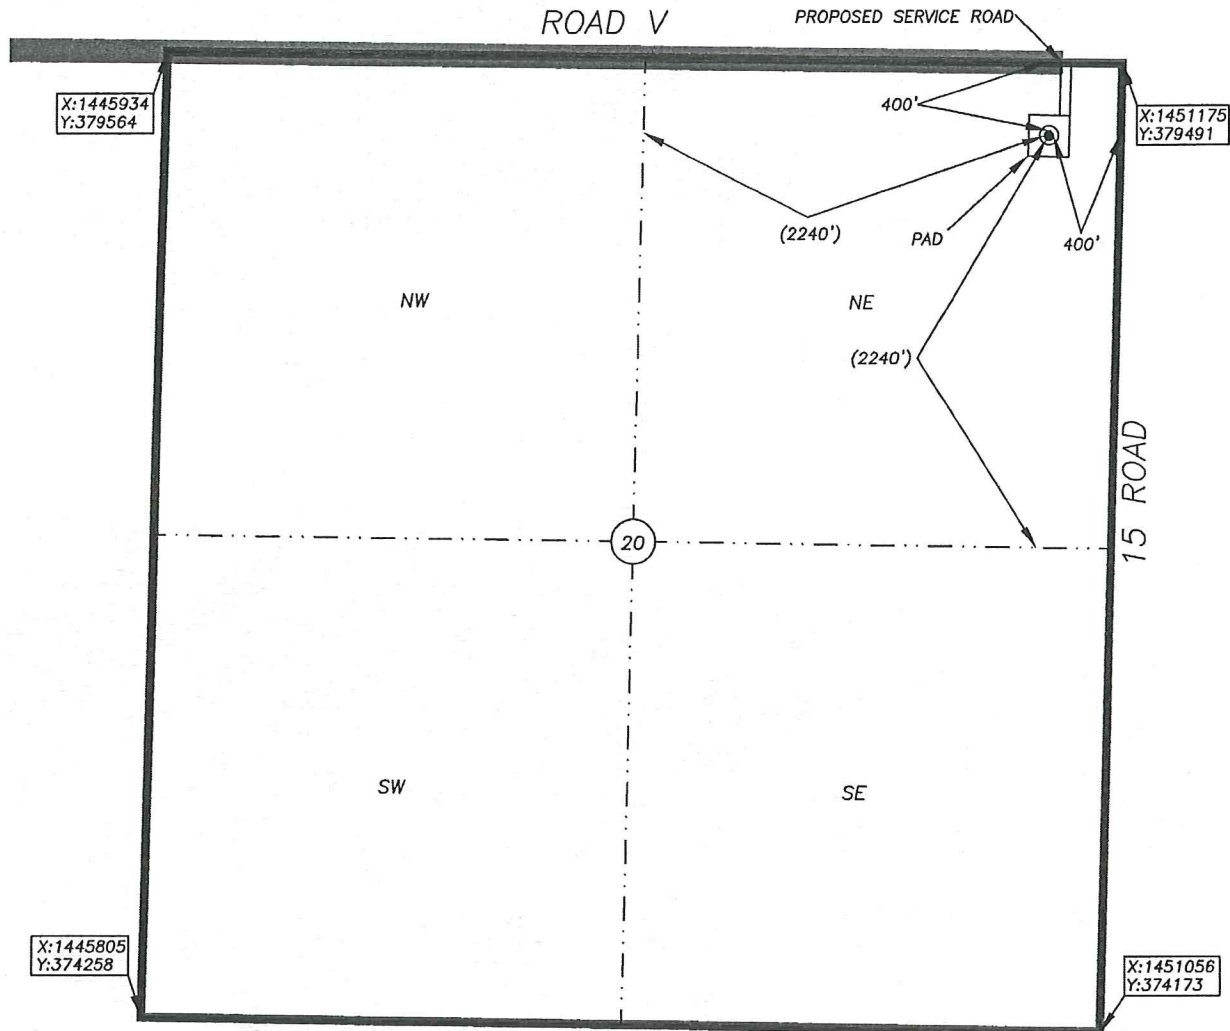 ROAD V
PROPOSED SERVICE ROAD
X:1445934
Y:379564
400'
X:1451175
Y:379491
(2240')
PAD
400'
NW
NE
(2240')
15 ROAD
20
SW
SE
X:1445805
Y:374258
X:1451056
Y:374173